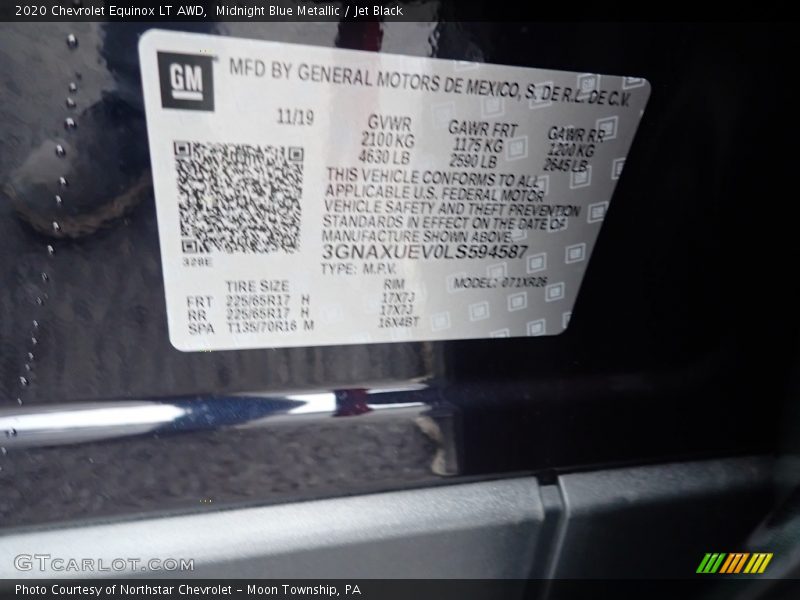 2020 Chevrolet Equinox LT AWD, Midnight Blue Metallic / Jet Black
GM
MFD BY GENERAL MOTORS DE MEXICO, S. DE R.L. DE C.V.
11/19 GVWR GAWR FRT GAWR RR
2100 KG 1175 KG 1200 KG
4630 LB 2590 LB 2645 LB
THIS VEHICLE CONFORMS TO ALL
APPLICABLE U.S. FEDERAL MOTOR
VEHICLE SAFETY AND THEFT PREVENTION
STANDARDS IN EFFECT ON THE DATE OF
MANUFACTURE SHOWN ABOVE.
3GNAXUEV0LS594587
328E
TYPE: M.P.V. MODEL: 071XR26
TIRE SIZE RIM
FRT 225/65R17 H 17X7J
RR 225/65R17 H 17X7J
SPA T135/70R16 M 16X4BT
GTCARLOT.COM
Photo Courtesy of Northstar Chevrolet - Moon Township, PA